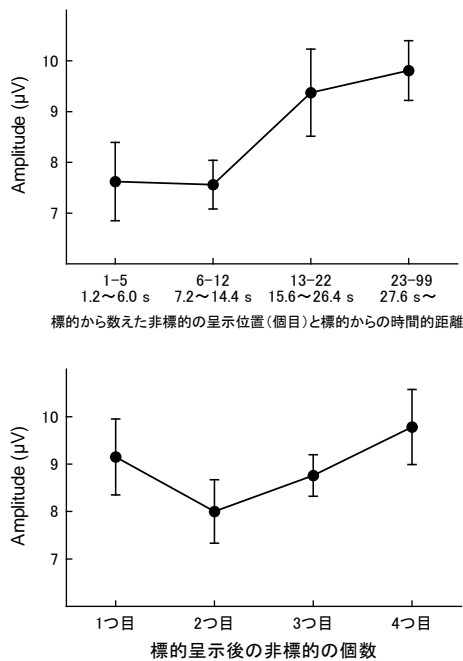 Amplitude (μV)
10
9
8
7
1-5 6-12 13-22 23-99
1.2～6.0 s 7.2～14.4 s 15.6～26.4 s 27.6 s～
標的から数えた非標的の呈示位置(個目)と標的からの時間的距離
Amplitude (μV)
10
9
8
7
1つ目 2つ目 3つ目 4つ目
標的呈示後の非標的の個数